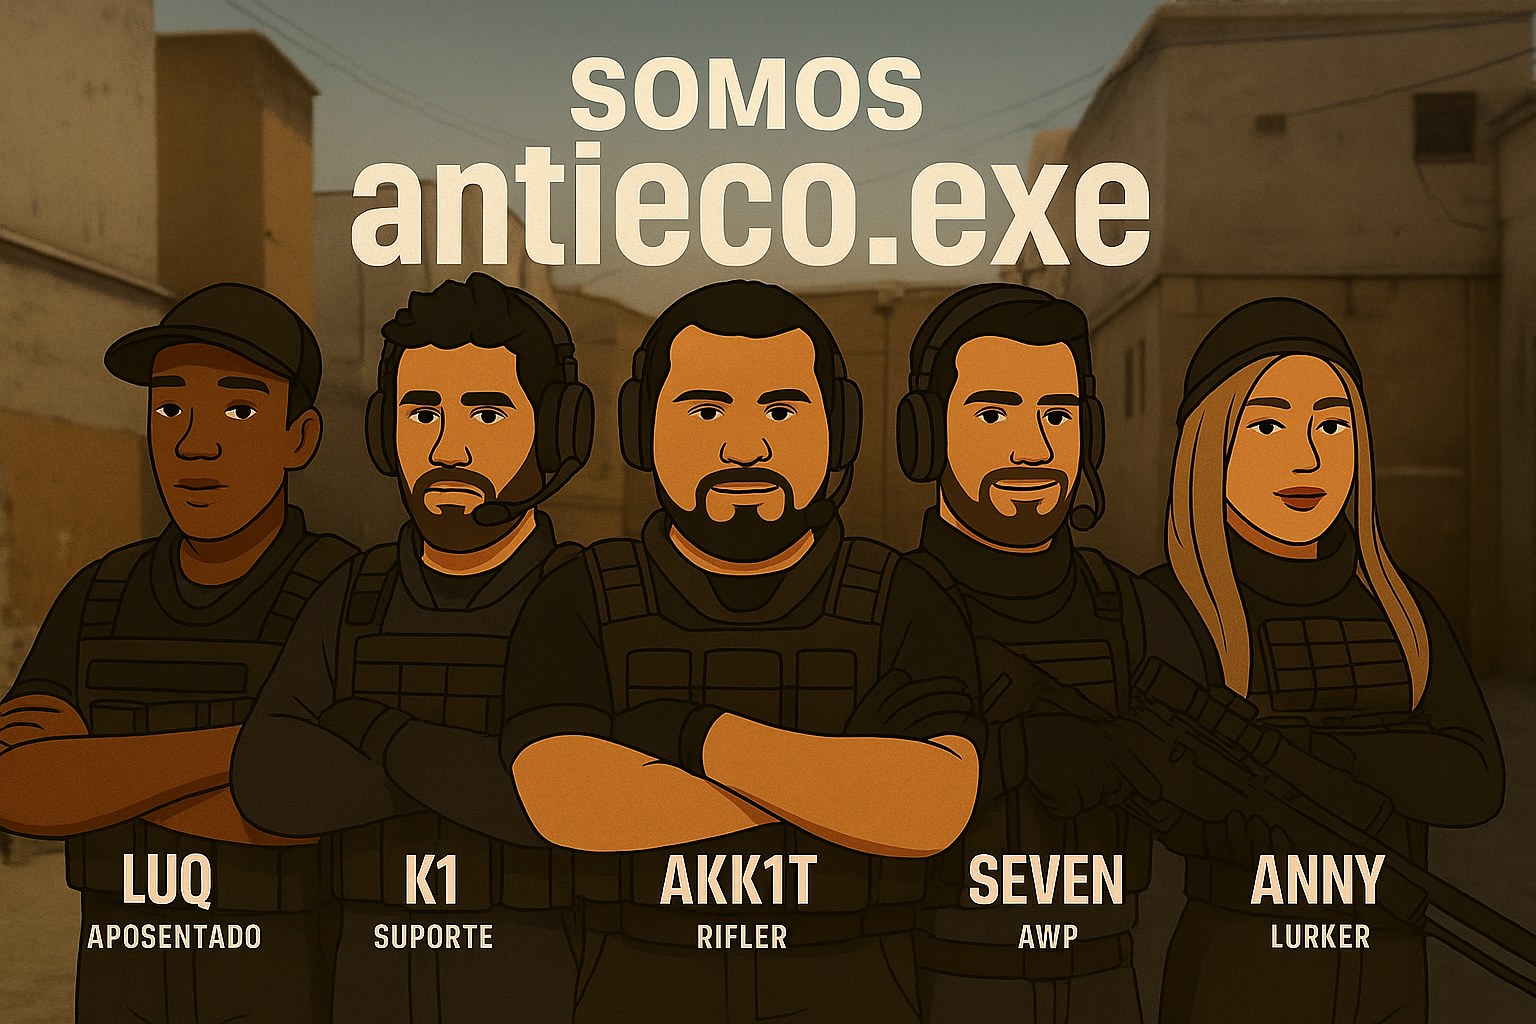 SOMOS
antieco.exe
LUQ
APOSENTADO
K1
SUPORTE
AKK1T
RIFLER
SEVEN
AWP
ANNY
LURKER